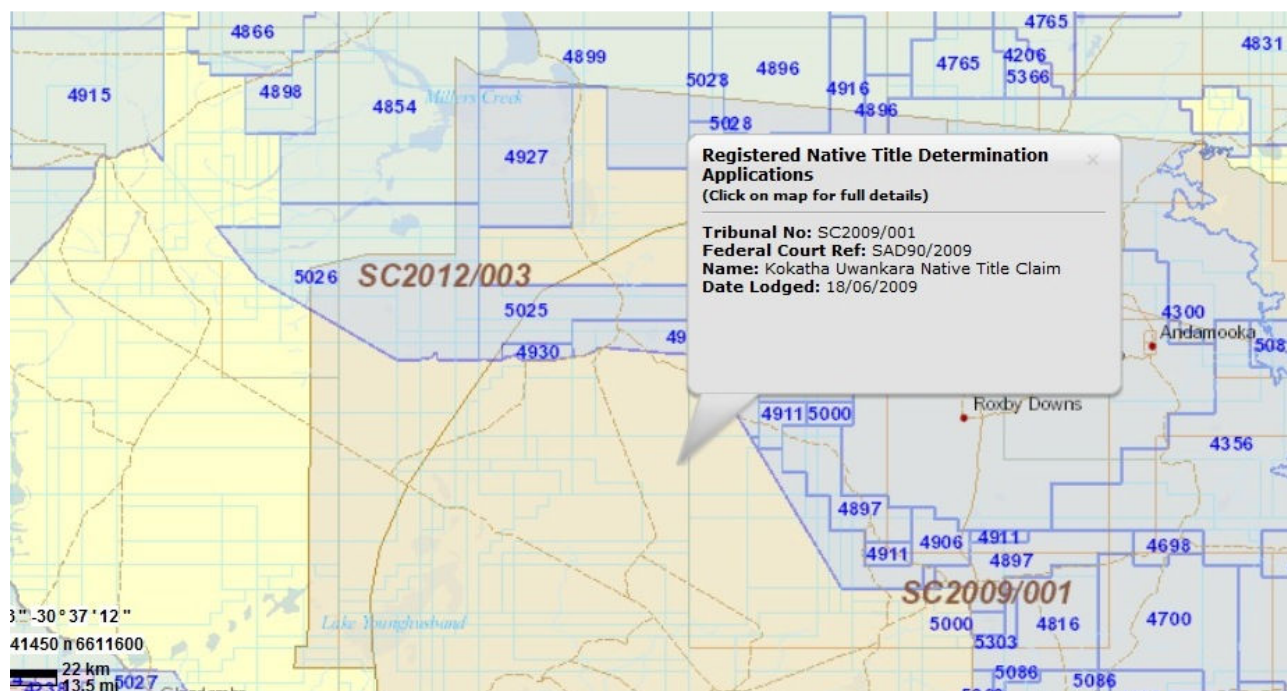 4866
4899
4765
4831
4206
5366
4765
4896
5028
4916
4915
4898
4854
Millers Creek
4896
5028
4927
Registered Native Title Determination
Applications
(Click on map for full details)
Tribunal No: SC2009/001
Federal Court Ref: SAD90/2009
Name: Kokatha Uwankara Native Title Claim
Date Lodged: 18/06/2009
5026
SC2012/003
5025
4300
Andamooka
4930
Roxby Downs
4911
5000
4356
4897
4906
4911
4911
4897
4698
SC2009/001
Lake Younghusband
5000
4816
4700
5303
-30 ° 37 ' 12 "
41450 n 6611600
22 km
13.5 mi
5027
5086
5086